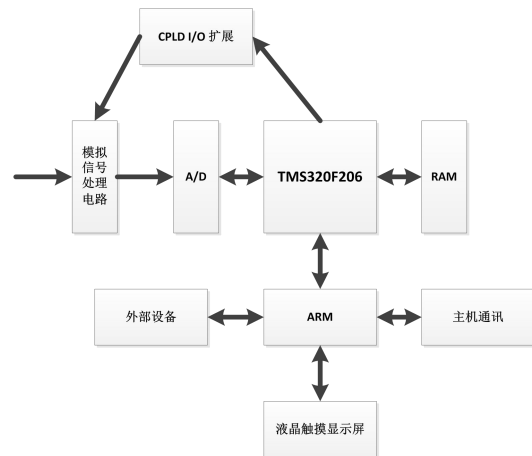 CPLD I/O 扩展
模拟
信号
处理
电路
A/D
TMS320F206
RAM
外部设备
ARM
主机通讯
液晶触摸显示屏